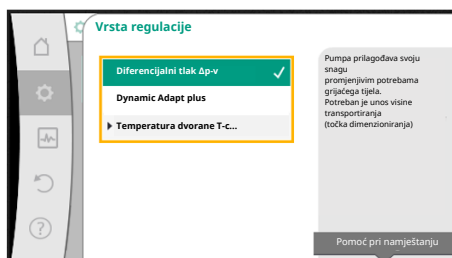 Vrsta regulacije
Diferencijalni tlak Δp-v
Dynamic Adapt plus
Temperatura dvorane T-c...
Pumpa prilagođava svoju
snagu
promjenjivim potrebama
grijaćeg tijela.
Potreban je unos visine
transportiranja
(točka dimenzioniranja)
Pomoć pri namještanju